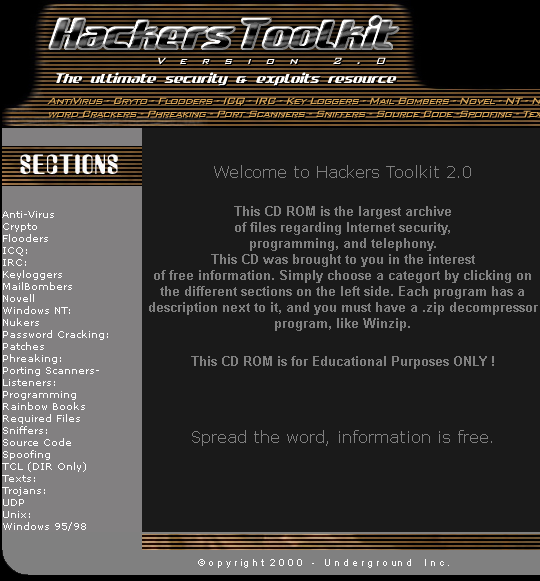 Hackers Toolkit
Version 2.0
The ultimate security & exploits resource
AntiVirus - Cryto - Flooders - ICQ - IRC - Key Loggers - Mail Bombers - Novel - NT - N
word Crackers - Phreaking - Port Scanners - Sniffers - Source Code -Spoofing - Tex
SECTIONS
Anti-Virus
Crypto
Flooders
ICQ:
IRC:
Keyloggers
MailBombers
Novell
Windows NT:
Nukers
Password Cracking:
Patches
Phreaking:
Porting Scanners-
Listeners:
Programming
Rainbow Books
Required Files
Sniffers:
Source Code
Spoofing
TCL (DIR Only)
Texts:
Trojans:
UDP
Unix:
Windows 95/98
Welcome to Hackers Toolkit 2.0
This CD ROM is the largest archive
of files regarding Internet security,
programming, and telephony.
This CD was brought to you in the interest
of free information. Simply choose a categort by clicking on
the different sections on the left side. Each program has a
description next to it, and you must have a .zip decompressor
program, like Winzip.
This CD ROM is for Educational Purposes ONLY !
Spread the word, information is free.
©opyright 2000 - Underground Inc.